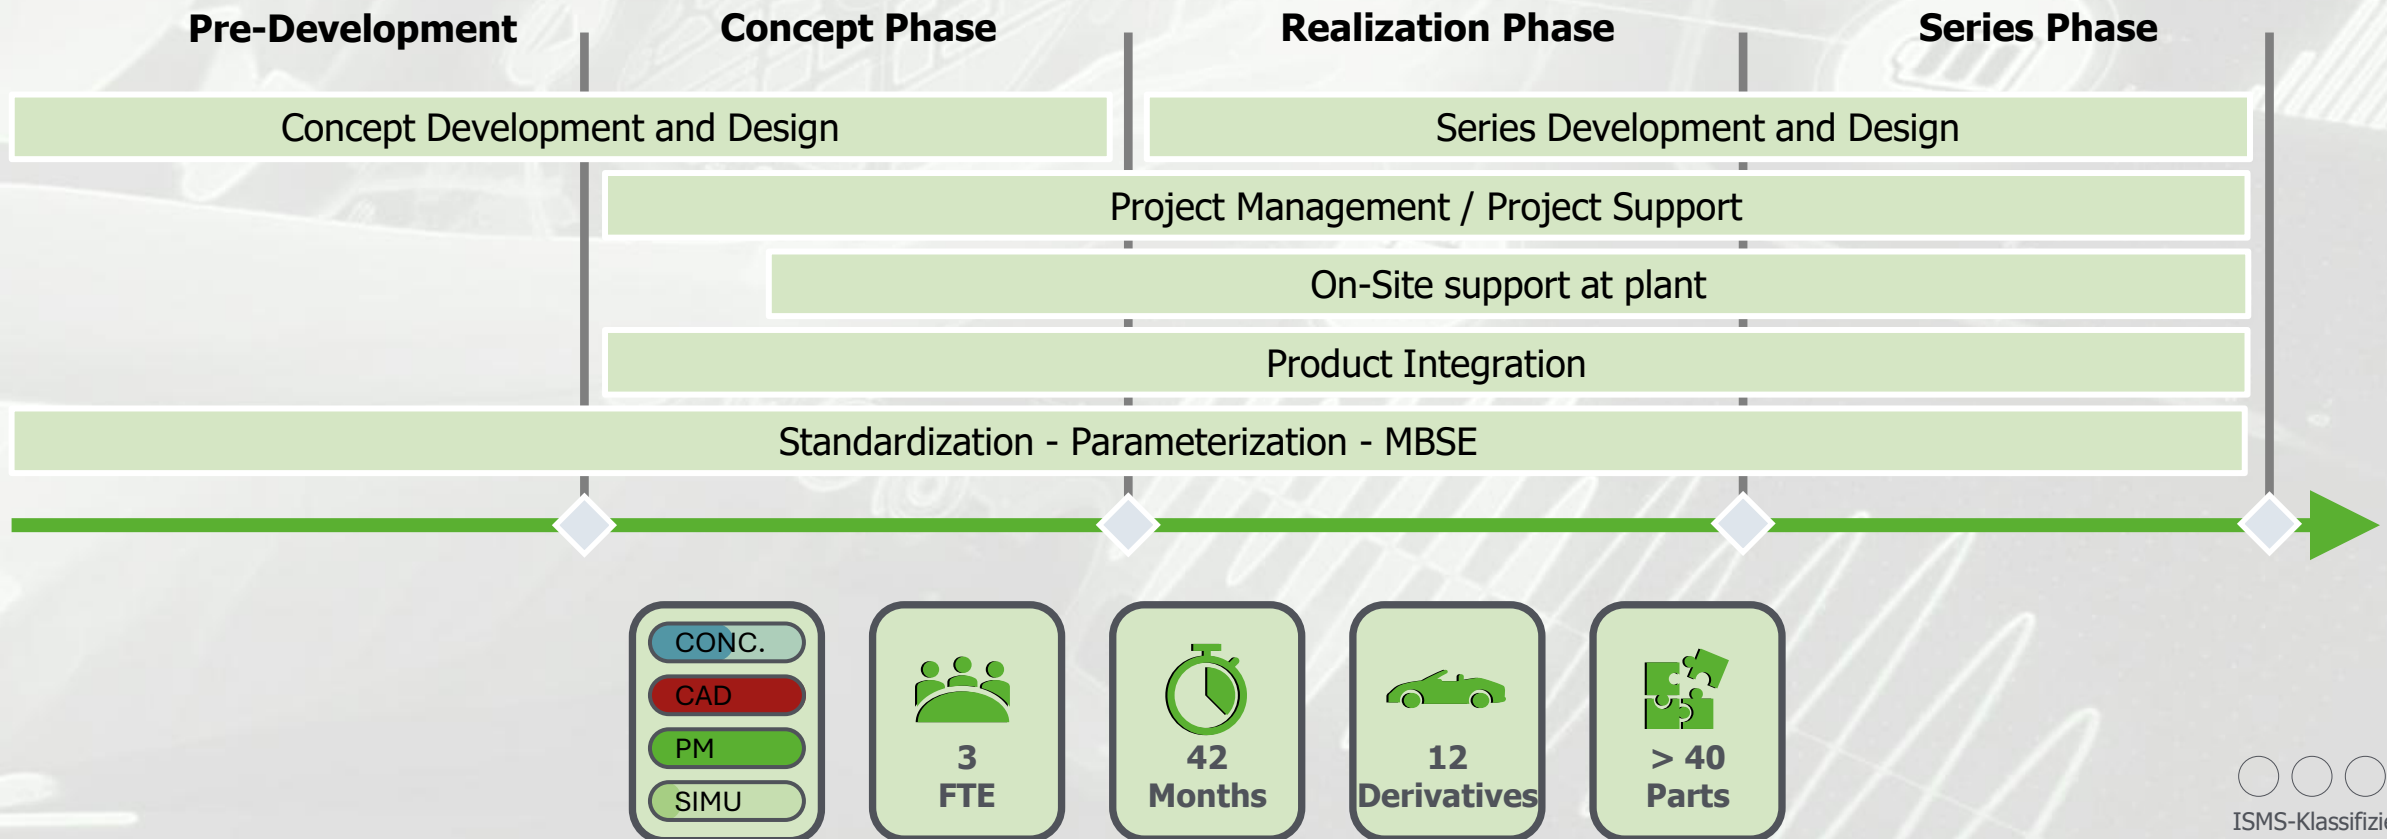 Pre-Development
Concept Phase
Realization Phase
Series Phase
Concept Development and Design
Series Development and Design
Project Management / Project Support
On-Site support at plant
Product Integration
Standardization - Parameterization - MBSE
CONC.
CAD
PM
SIMU
3
FTE
42
Months
12
Derivatives
> 40
Parts